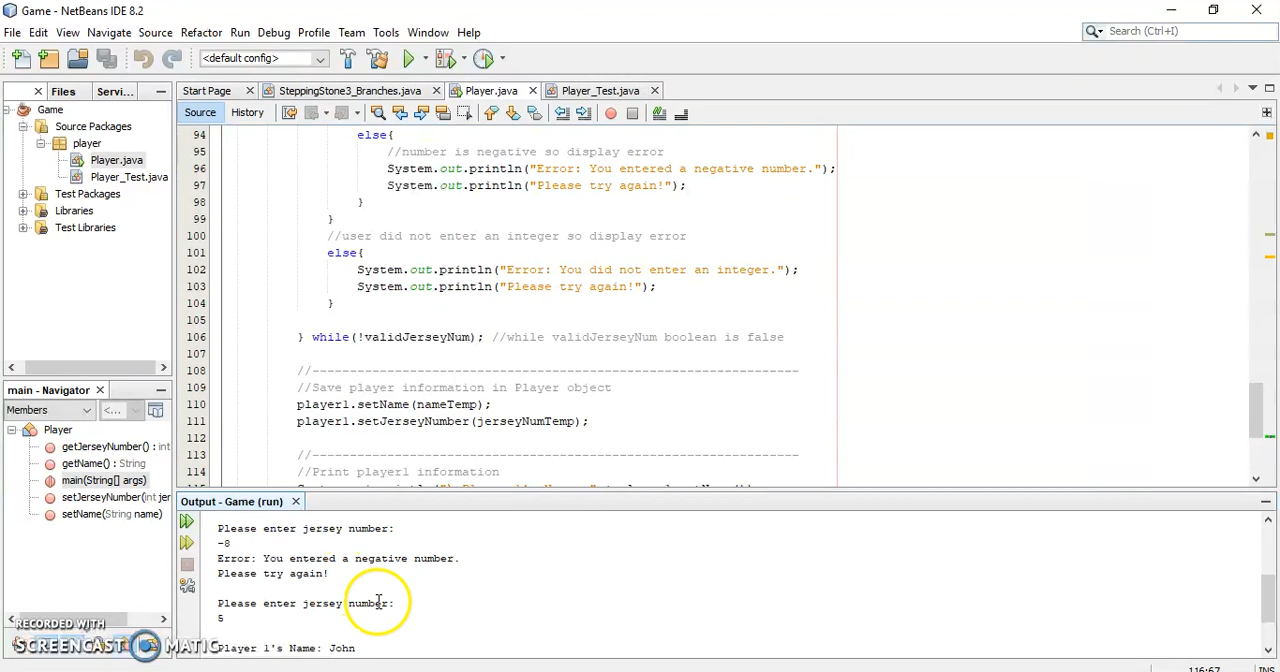 Game - NetBeans IDE 8.2
File Edit View Navigate Source Refactor Run Debug Profile Team Tools Window Help
Search (Ctrl+I)
<default config>
Files Servi...
Start Page SteppingStone3_Branches.java Player.java Player_Test.java
Source History
Game
Source Packages
player
Player.java
Player_Test.java
Test Packages
Libraries
Test Libraries
94 else{
95 //number is negative so display error
96 System.out.println("Error: You entered a negative number.");
97 System.out.println("Please try again!");
98 }
99 }
100 //user did not enter an integer so display error
101 else{
102 System.out.println("Error: You did not enter an integer.");
103 System.out.println("Please try again!");
104 }
105
106 } while(!validJerseyNum); //while validJerseyNum boolean is false
107
108 //----------------------------------------------------------------
109 //Save player information in Player object
110 player1.setName(nameTemp);
111 player1.setJerseyNumber(jerseyNumTemp);
112
113 //----------------------------------------------------------------
114 //Print player1 information
main - Navigator
Members <...
Player
getJerseyNumber() : int
getName() : String
main(String[] args)
setJerseyNumber(int jer
setName(String name)
Output - Game (run)
Please enter jersey number:
-8
Error: You entered a negative number.
Please try again!
Please enter jersey number:
5
Player 1's Name: John
RECORDED WITH
SCREENCAST MATIC
116:67 INS